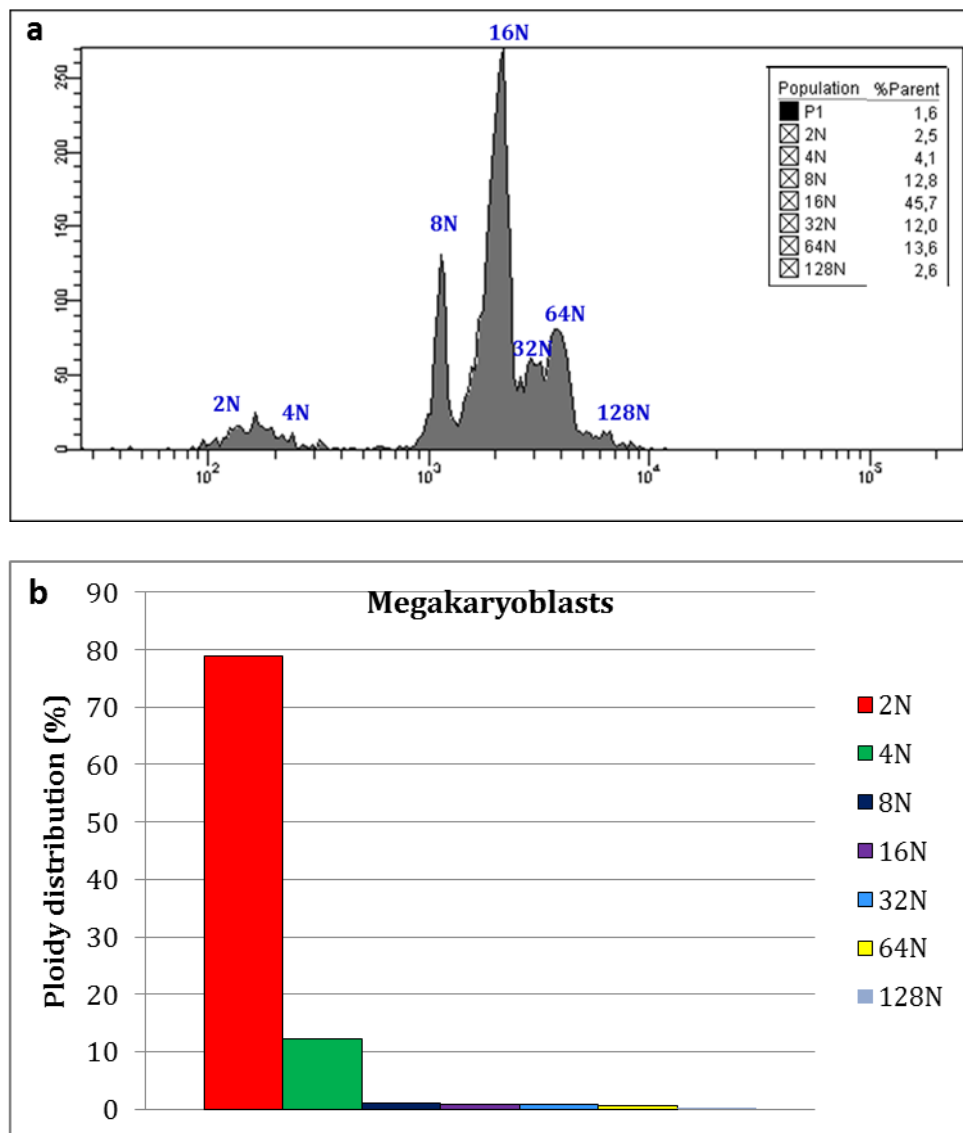 a
16N
250
200
150
100
50
0
8N
64N
32N
2N
4N
128N
10²
10³
10⁴
10⁵
Population %Parent
P1 1,6
2N 2,5
4N 4,1
8N 12,8
16N 45,7
32N 12,0
64N 13,6
128N 2,6
b
Megakaryoblasts
Ploidy distribution (%)
90
80
70
60
50
40
30
20
10
0
2N
4N
8N
16N
32N
64N
128N